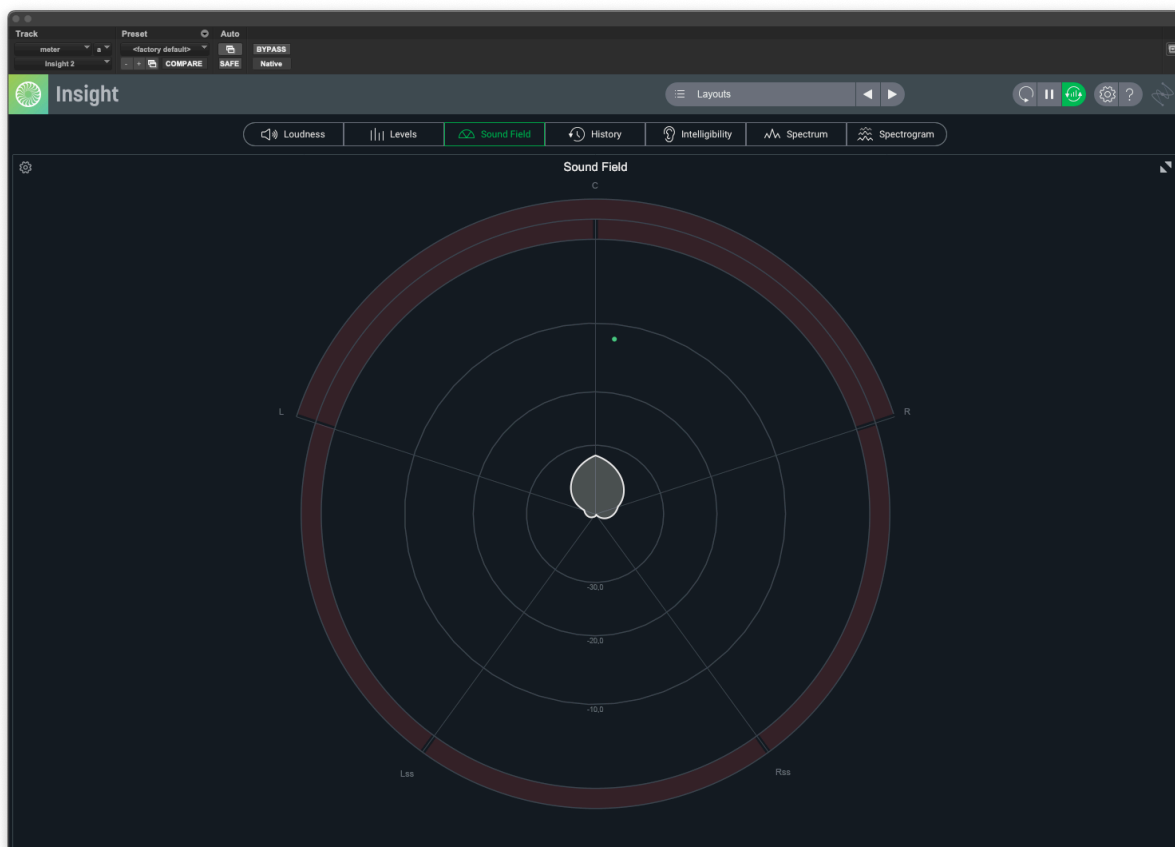 Track Preset Auto
meter a <factory default> BYPASS
Insight 2 - + COMPARE SAFE Native
Insight Layouts ?
Loudness Levels Sound Field History Intelligibility Spectrum Spectrogram
Sound Field
C
L R
-30,0
-20,0
-10,0
Lss Rss